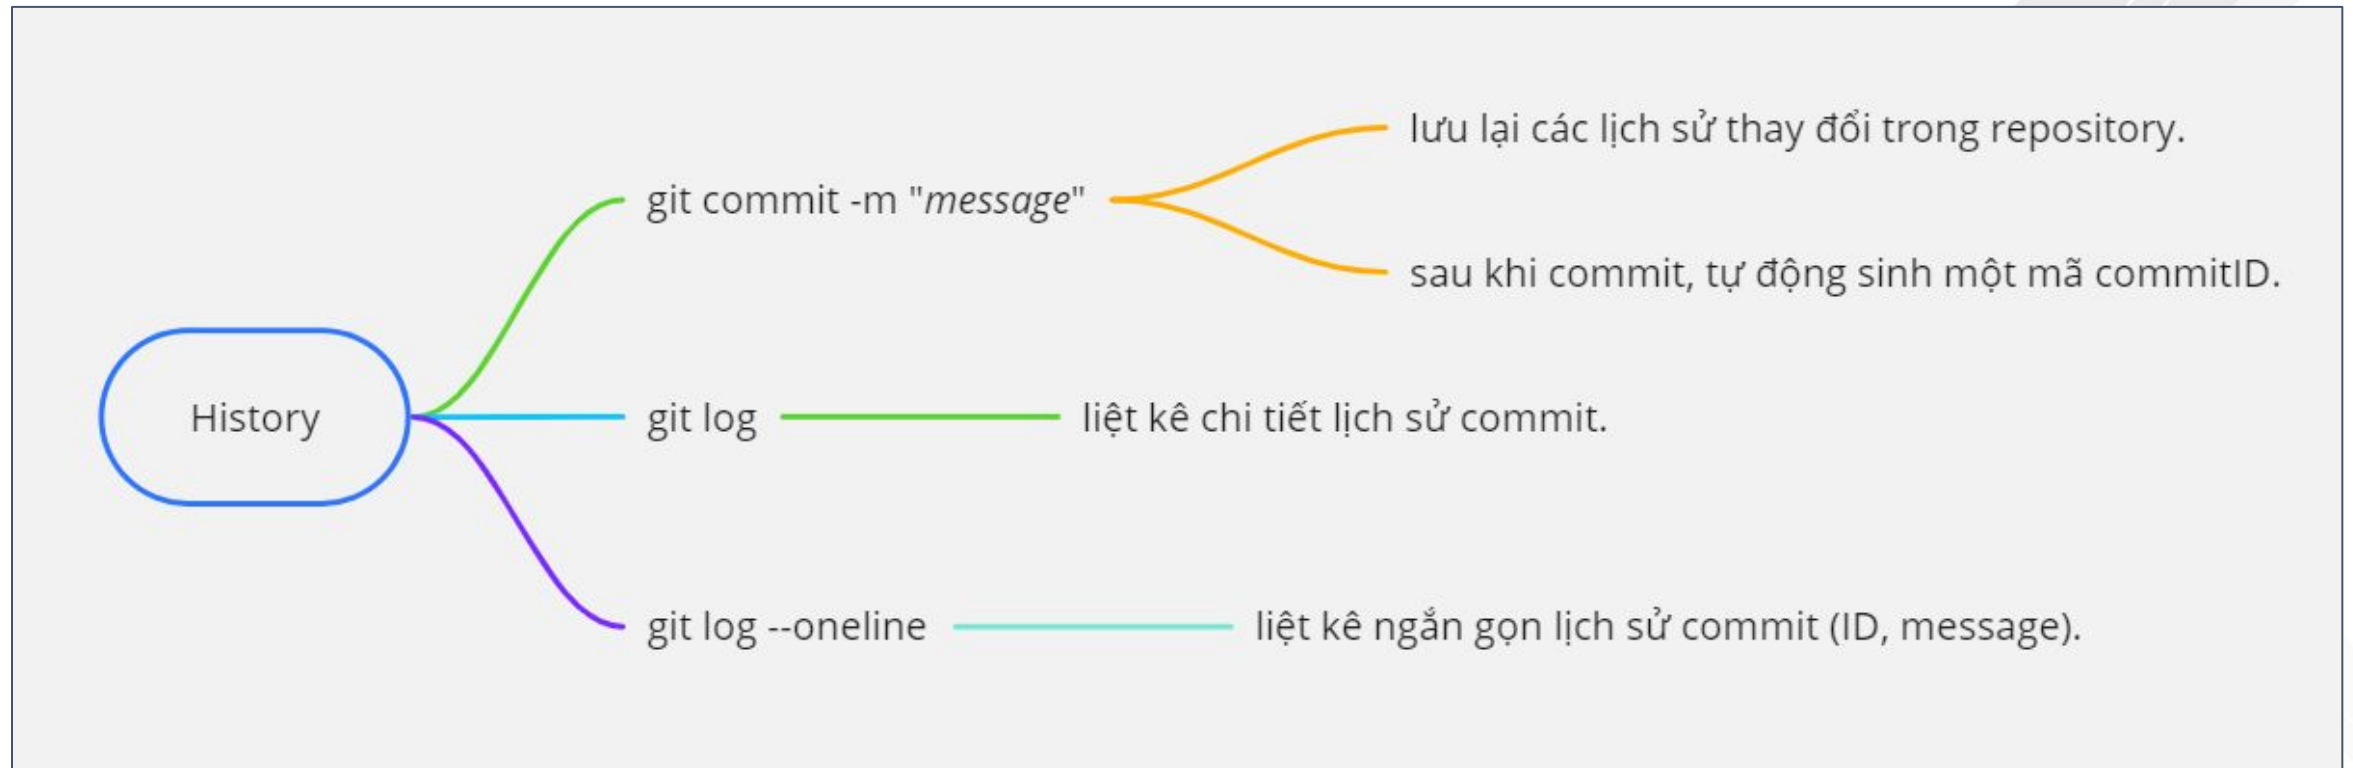 lưu lại các lịch sử thay đổi trong repository.
git commit -m "message"
sau khi commit, tự động sinh một mã commitID.
History
git log
liệt kê chi tiết lịch sử commit.
git log --oneline
liệt kê ngắn gọn lịch sử commit (ID, message).